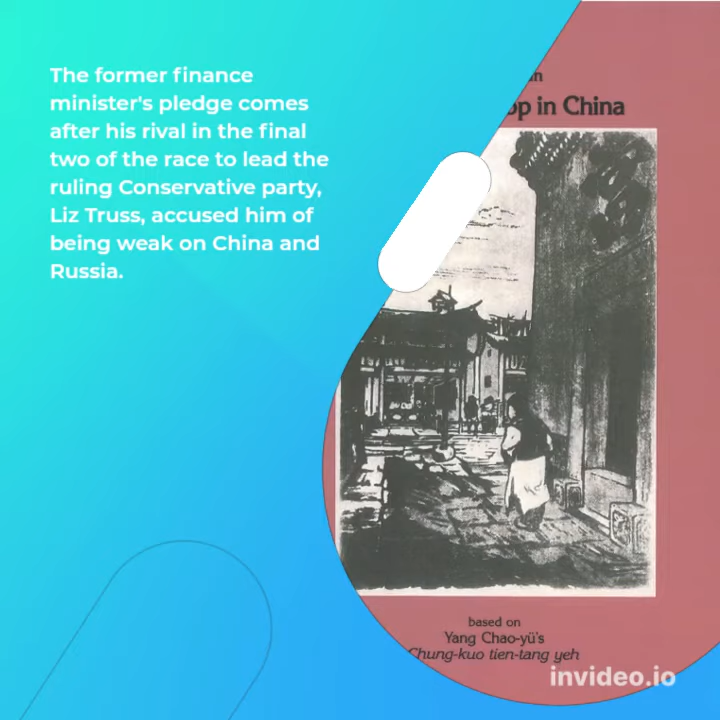 The former finance
minister's pledge comes
after his rival in the final
two of the race to lead the
ruling Conservative party,
Liz Truss, accused him of
being weak on China and
Russia.
in China
based on
Yang Chao-yü's
Chung-kuo tien-tang yeh
invideo.io